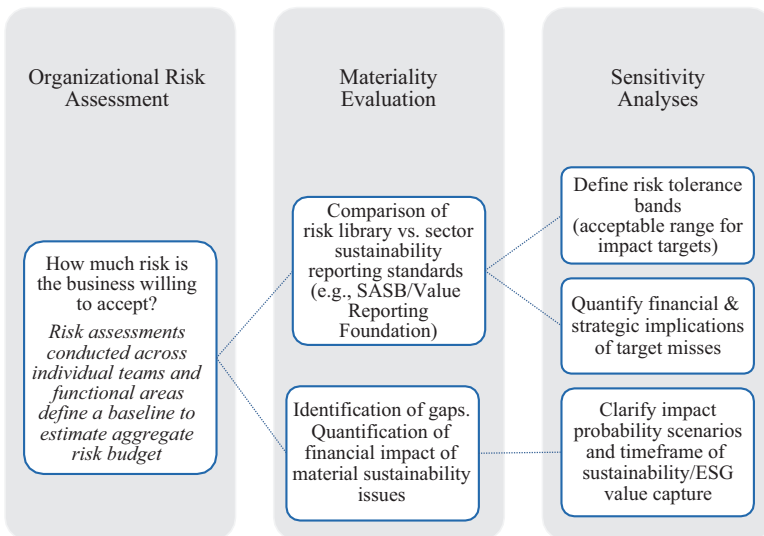 Organizational Risk
Assessment
How much risk is
the business willing
to accept?
Risk assessments
conducted across
individual teams and
functional areas
define a baseline to
estimate aggregate
risk budget
Materiality
Evaluation
Comparison of
risk library vs. sector
sustainability
reporting standards
(e.g., SASB/Value
Reporting
Foundation)
Identification of gaps.
Quantification of
financial impact of
material sustainability
issues
Sensitivity
Analyses
Define risk tolerance
bands
(acceptable range for
impact targets)
Quantify financial &
strategic implications
of target misses
Clarify impact
probability scenarios
and timeframe of
sustainability/ESG
value capture